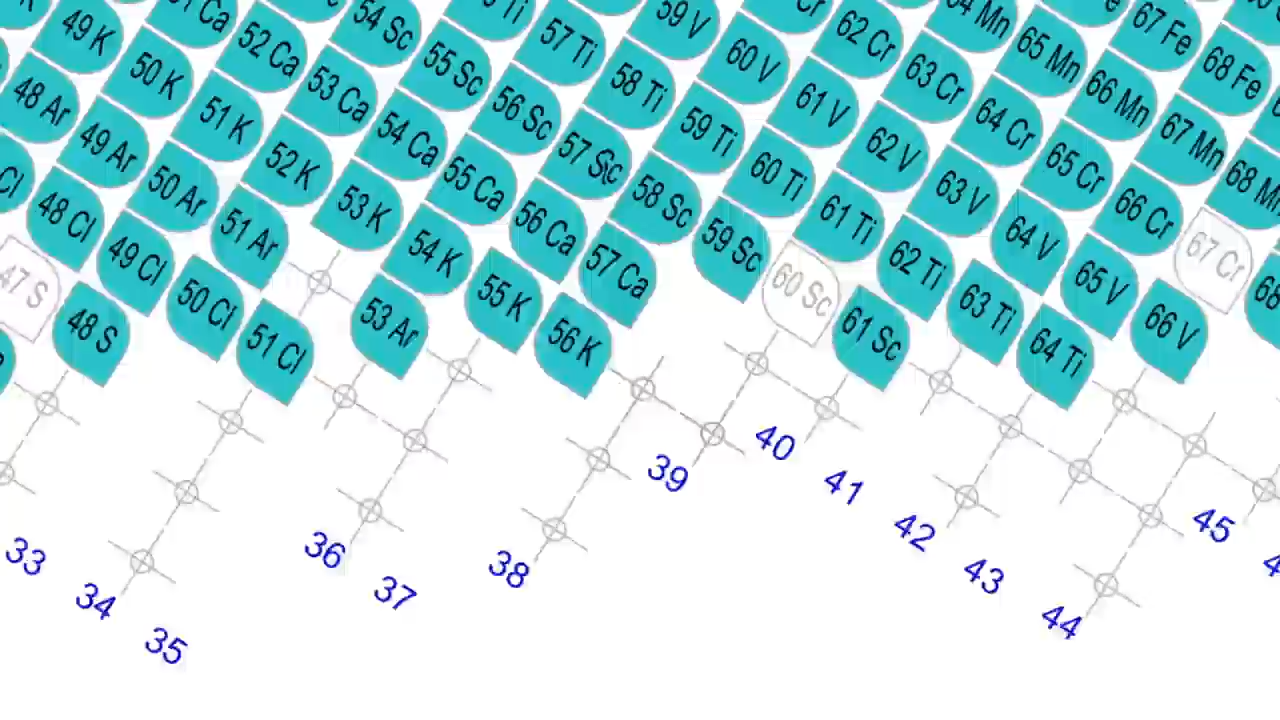 49 K
50 K
51 K
52 K
53 K
54 K
55 K
56 K
52 Ca
53 Ca
54 Ca
55 Ca
56 Ca
57 Ca
54 Sc
55 Sc
56 Sc
57 Sc
58 Sc
59 Sc
60 Sc
61 Sc
57 Ti
58 Ti
59 Ti
60 Ti
61 Ti
62 Ti
63 Ti
64 Ti
59 V
60 V
61 V
62 V
63 V
64 V
65 V
66 V
62 Cr
63 Cr
64 Cr
65 Cr
66 Cr
67 Cr
65 Mn
66 Mn
67 Mn
67 Fe
68 Fe
48 Ar
49 Ar
50 Ar
51 Ar
53 Ar
48 Cl
49 Cl
50 Cl
51 Cl
47 S
48 S
33
34
35
36
37
38
39
40
41
42
43
44
45